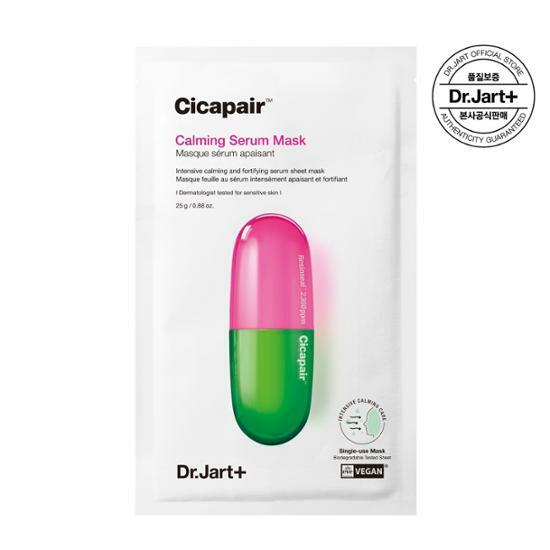 Cicapair™
Calming Serum Mask
Masque sérum apaisant
Intensive calming and fortifying serum sheet mask
Masque feuille au sérum intensément apaisant et fortifiant
I Dermatologist tested for sensitive skin I
25 g / 0.88 oz.
Cicapair™
INTENSIVE CALMING CARE
Single-use Mask
Biodegradable Tested Sheet
VEGAN
Dr.Jart+
DR.JART OFFICIAL STORE
품질보증
Dr.Jart+
본사공식판매
AUTHENTICITY GUARANTEED